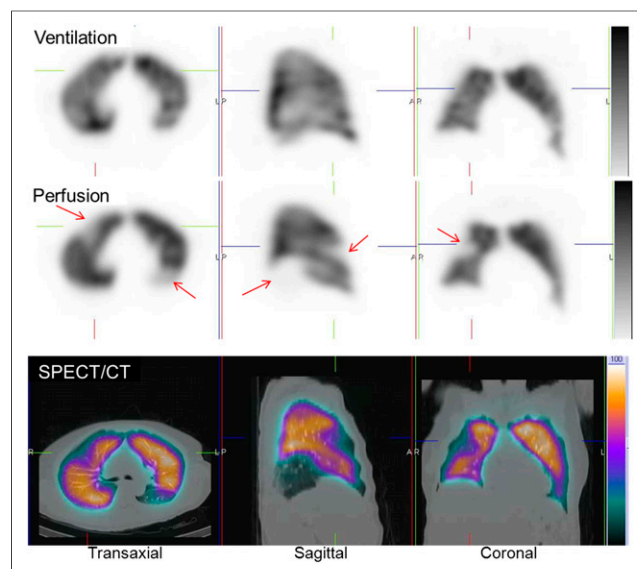 Ventilation
L P
A R
L
Perfusion
L P
A R
L
SPECT/CT
100
R
L P
A R
L
Transaxial
Sagittal
Coronal